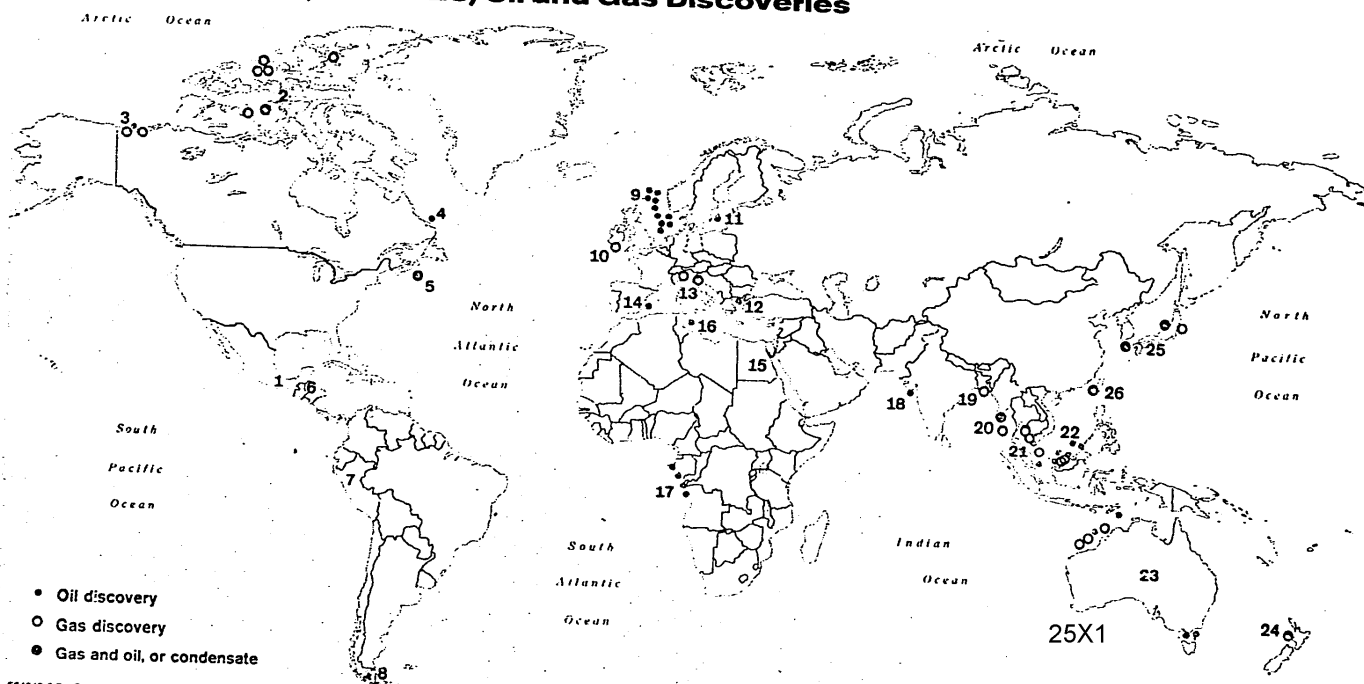 Oil and Gas Discoveries
Arctic Ocean
Arctic Ocean
2
3
9
4
11
10
5
13
14
12
North
Atlantic
Ocean
16
North
Pacific
Ocean
25
15
1
6
18
19
26
20
22
21
South
Pacific
Ocean
7
17
South
Atlantic
Ocean
Indian
Ocean
23
Oil discovery
Gas discovery
Gas and oil, or condensate
25X1
24
8